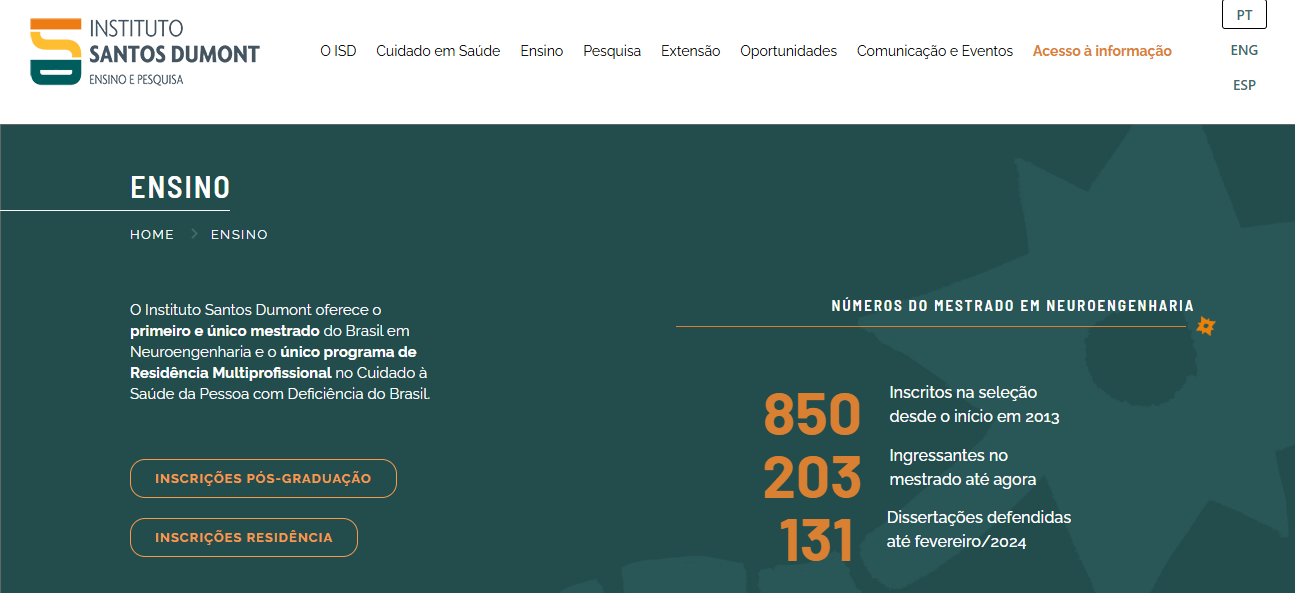 INSTITUTO
SANTOS DUMONT
ENSINO E PESQUISA
O ISD
Cuidado em Saúde
Ensino
Pesquisa
Extensão
Oportunidades
Comunicação e Eventos
Acesso à informação
PT
ENG
ESP
ENSINO
HOME > ENSINO
O Instituto Santos Dumont oferece o
primeiro e único mestrado do Brasil em
Neuroengenharia e o único programa de
Residência Multiprofissional no Cuidado à
Saúde da Pessoa com Deficiência do Brasil.
INSCRIÇÕES PÓS-GRADUAÇÃO
INSCRIÇÕES RESIDÊNCIA
NÚMEROS DO MESTRADO EM NEUROENGENHARIA
850
Inscritos na seleção
desde o início em 2013
203
Ingressantes no
mestrado até agora
131
Dissertações defendidas
até fevereiro/2024